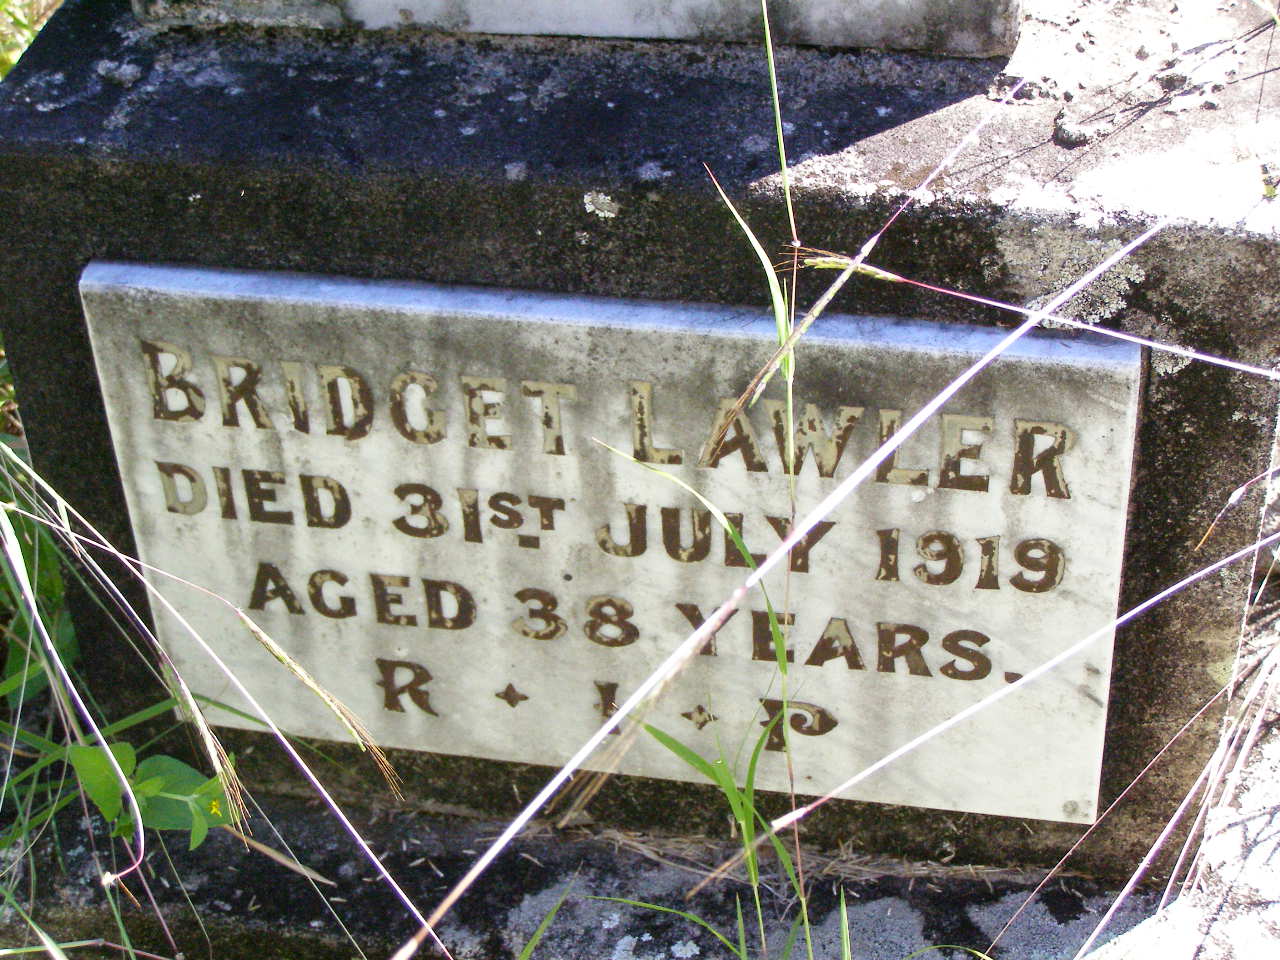 BRIDGET LAWLER
DIED 31ST JULY 1919
AGED 38 YEARS.
R + I + P